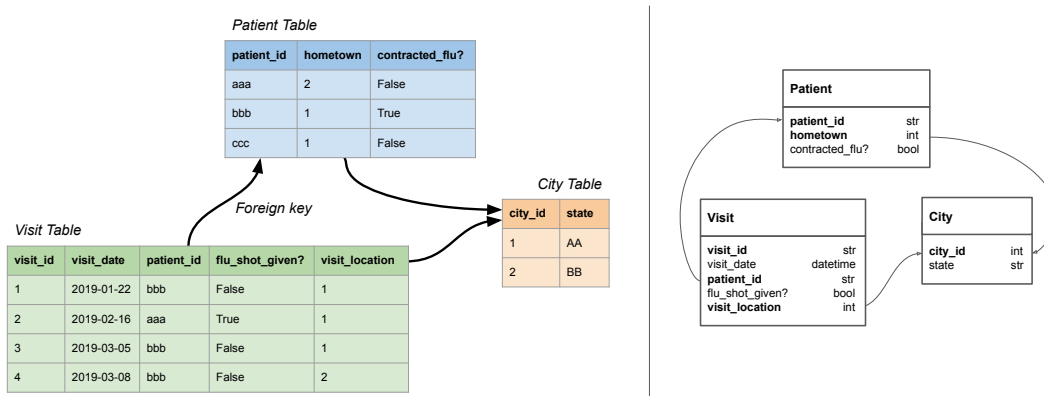 Patient Table
patient_id hometown contracted_flu?
aaa 2 False
bbb 1 True
ccc 1 False
Foreign key
City Table
city_id state
1 AA
2 BB
Visit Table
visit_id visit_date patient_id flu_shot_given? visit_location
1 2019-01-22 bbb False 1
2 2019-02-16 aaa True 1
3 2019-03-05 bbb False 1
4 2019-03-08 bbb False 2
Patient
patient_id str
hometown int
contracted_flu? bool
Visit
visit_id str
visit_date datetime
patient_id str
flu_shot_given? bool
visit_location int
City
city_id int
state str